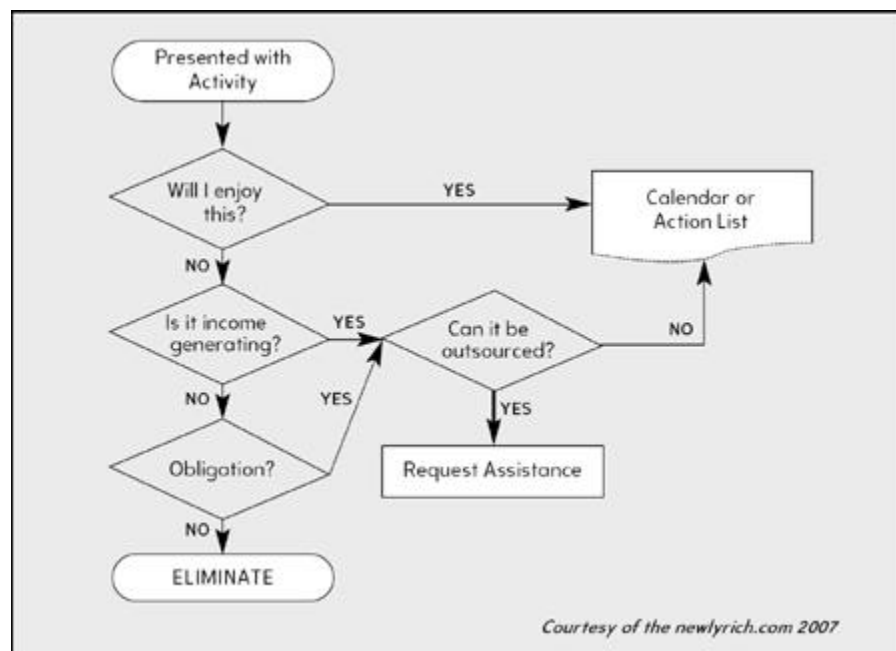 Presented with
Activity
Will I enjoy
this?
YES
Calendar or
Action List
NO
Is it income
generating?
YES
Can it be
outsourced?
NO
NO
YES
YES
Obligation?
Request Assistance
NO
ELIMINATE
Courtesy of the newlyrich.com 2007